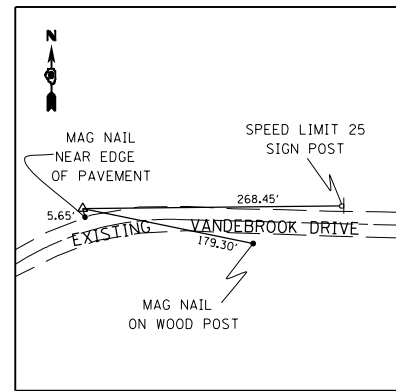 N
MAG NAIL
NEAR EDGE
OF PAVEMENT
SPEED LIMIT 25
SIGN POST
268.45'
5.65'
EXISTING VANDEBROOK DRIVE
179.30'
MAG NAIL
ON WOOD POST